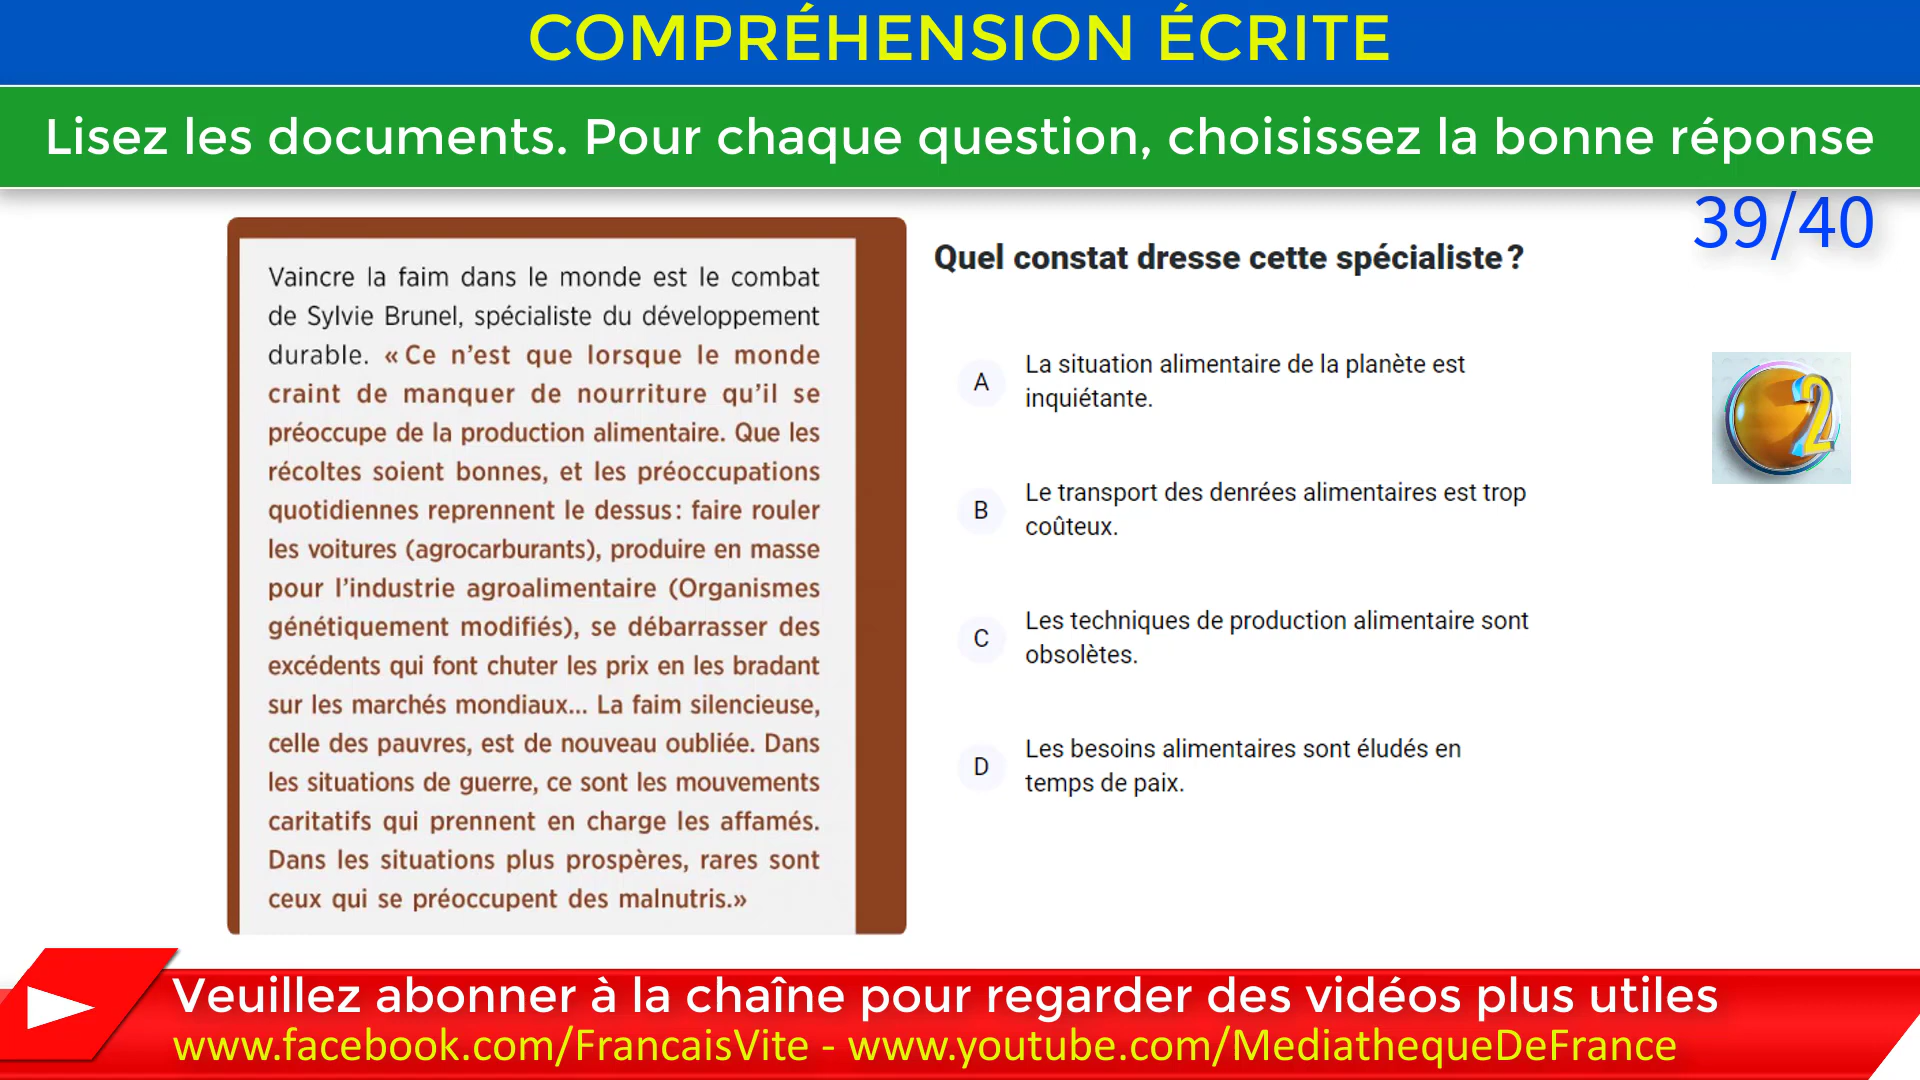 COMPRÉHENSION ÉCRITE
Lisez les documents. Pour chaque question, choisissez la bonne réponse
39/40
Vaincre la faim dans le monde est le combat
de Sylvie Brunel, spécialiste du développement
durable. « Ce n'est que lorsque le monde
craint de manquer de nourriture qu'il se
préoccupe de la production alimentaire. Que les
récoltes soient bonnes, et les préoccupations
quotidiennes reprennent le dessus : faire rouler
les voitures (agrocarburants), produire en masse
pour l'industrie agroalimentaire (Organismes
génétiquement modifiés), se débarrasser des
excédents qui font chuter les prix en les bradant
sur les marchés mondiaux... La faim silencieuse,
celle des pauvres, est de nouveau oubliée. Dans
les situations de guerre, ce sont les mouvements
caritatifs qui prennent en charge les affamés.
Dans les situations plus prospères, rares sont
ceux qui se préoccupent des malnutris.»
Quel constat dresse cette spécialiste ?
A
La situation alimentaire de la planète est
inquiétante.
B
Le transport des denrées alimentaires est trop
coûteux.
C
Les techniques de production alimentaire sont
obsolètes.
D
Les besoins alimentaires sont éludés en
temps de paix.
2
Veuillez abonner à la chaîne pour regarder des vidéos plus utiles
www.facebook.com/FrancaisVite - www.youtube.com/MediathequeDeFrance